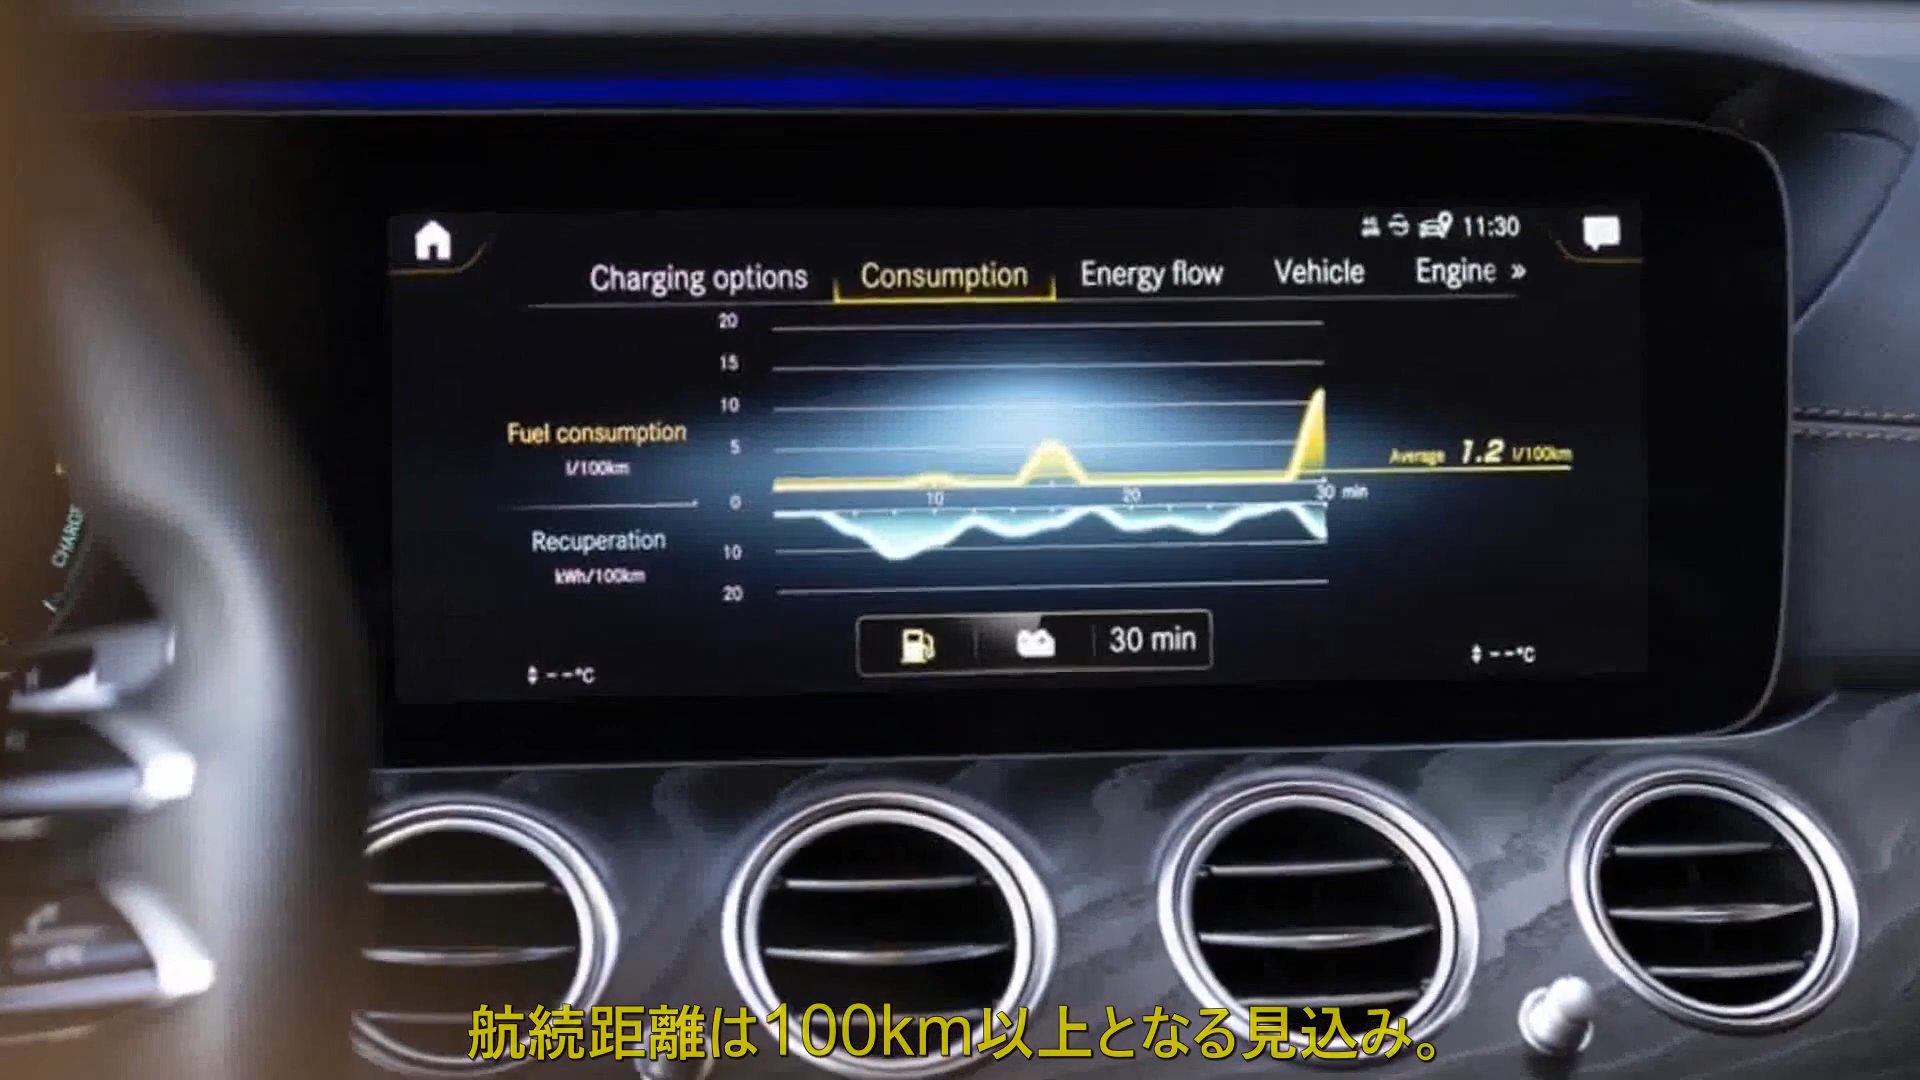 11:30
Charging options Consumption Energy flow Vehicle Engine »
20
15
10
5
0
10
20
Fuel consumption
l/100km
Recuperation
kWh/100km
10 20 30 min
Average 1.2 l/100km
30 min
--°C
--°C
CHARGE
航続距離は100km以上となる見込み。